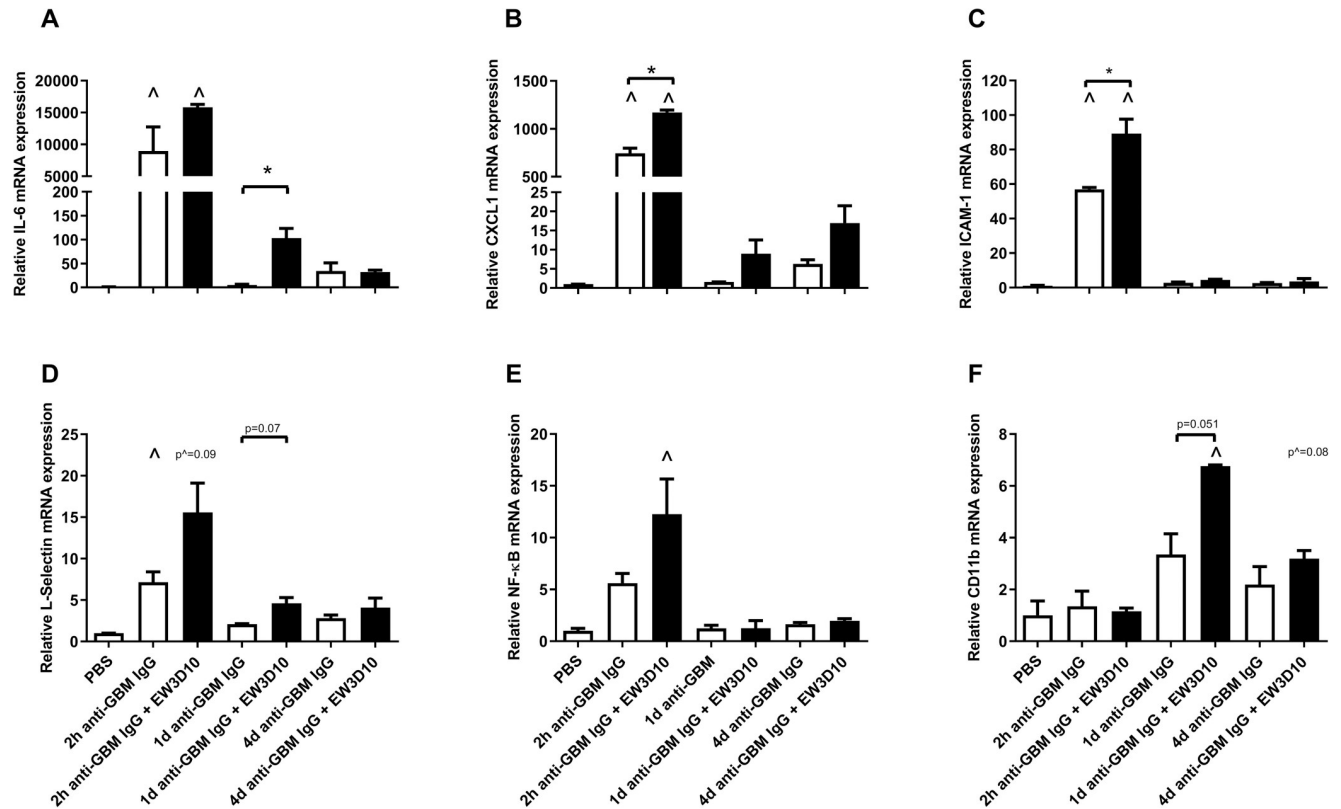 A
Relative IL-6 mRNA expression
20000
15000
10000
5000
200
150
100
50
0
^
^
*
B
Relative CXCL1 mRNA expression
1500
1000
500
25
20
15
10
5
0
*
^
^
C
Relative ICAM-1 mRNA expression
120
100
80
60
40
20
0
*
^
^
D
Relative L-Selectin mRNA expression
25
20
15
10
5
0
^
p^=0.09
p=0.07
PBS
2h anti-GBM IgG
2h anti-GBM IgG + EW3D10
1d anti-GBM IgG
1d anti-GBM IgG + EW3D10
4d anti-GBM IgG
4d anti-GBM IgG + EW3D10
E
Relative NF-κB mRNA expression
20
15
10
5
0
^
PBS
2h anti-GBM IgG
2h anti-GBM IgG + EW3D10
1d anti-GBM
1d anti-GBM IgG + EW3D10
4d anti-GBM IgG
4d anti-GBM IgG + EW3D10
F
Relative CD11b mRNA expression
8
6
4
2
0
p=0.051
^
p^=0.08
PBS
2h anti-GBM IgG
2h anti-GBM IgG + EW3D10
1d anti-GBM IgG
1d anti-GBM IgG + EW3D10
4d anti-GBM IgG
4d anti-GBM IgG + EW3D10